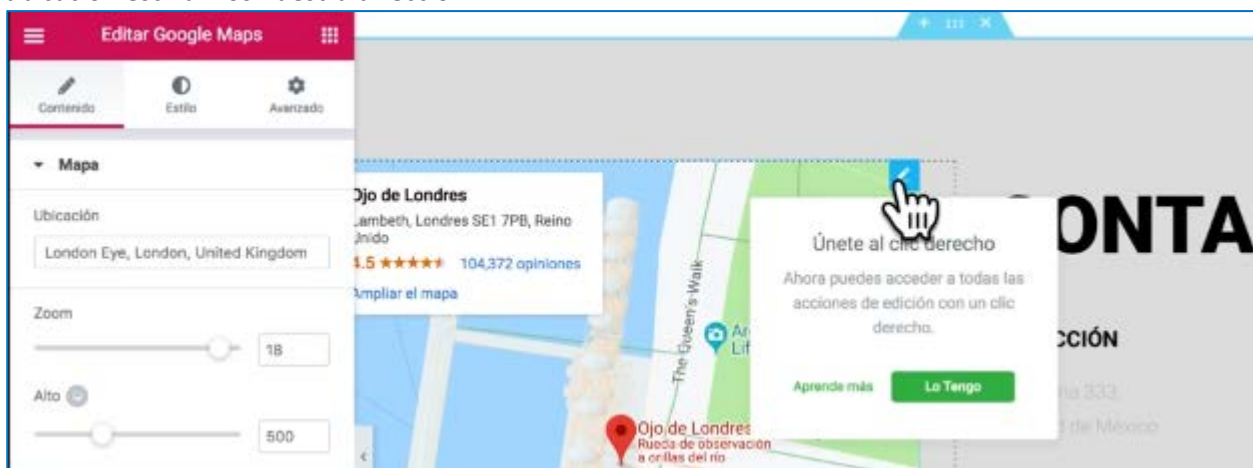 Editar Google Maps
Contenido
Estilo
Avanzado
Mapa
Ubicación
London Eye, London, United Kingdom
Zoom
18
Alto
500
Ojo de Londres
Lambeth, Londres SE1 7PB, Reino
Unido
4.5 104,372 opiniones
Ampliar el mapa
The Queen's Walk
Ojo de Londres
Rueda de observación
a orillas del río
Únete al clic derecho
Ahora puedes acceder a todas las
acciones de edición con un clic
derecho.
Aprende más
Lo Tengo
ONTA
CCIÓN
333
de México